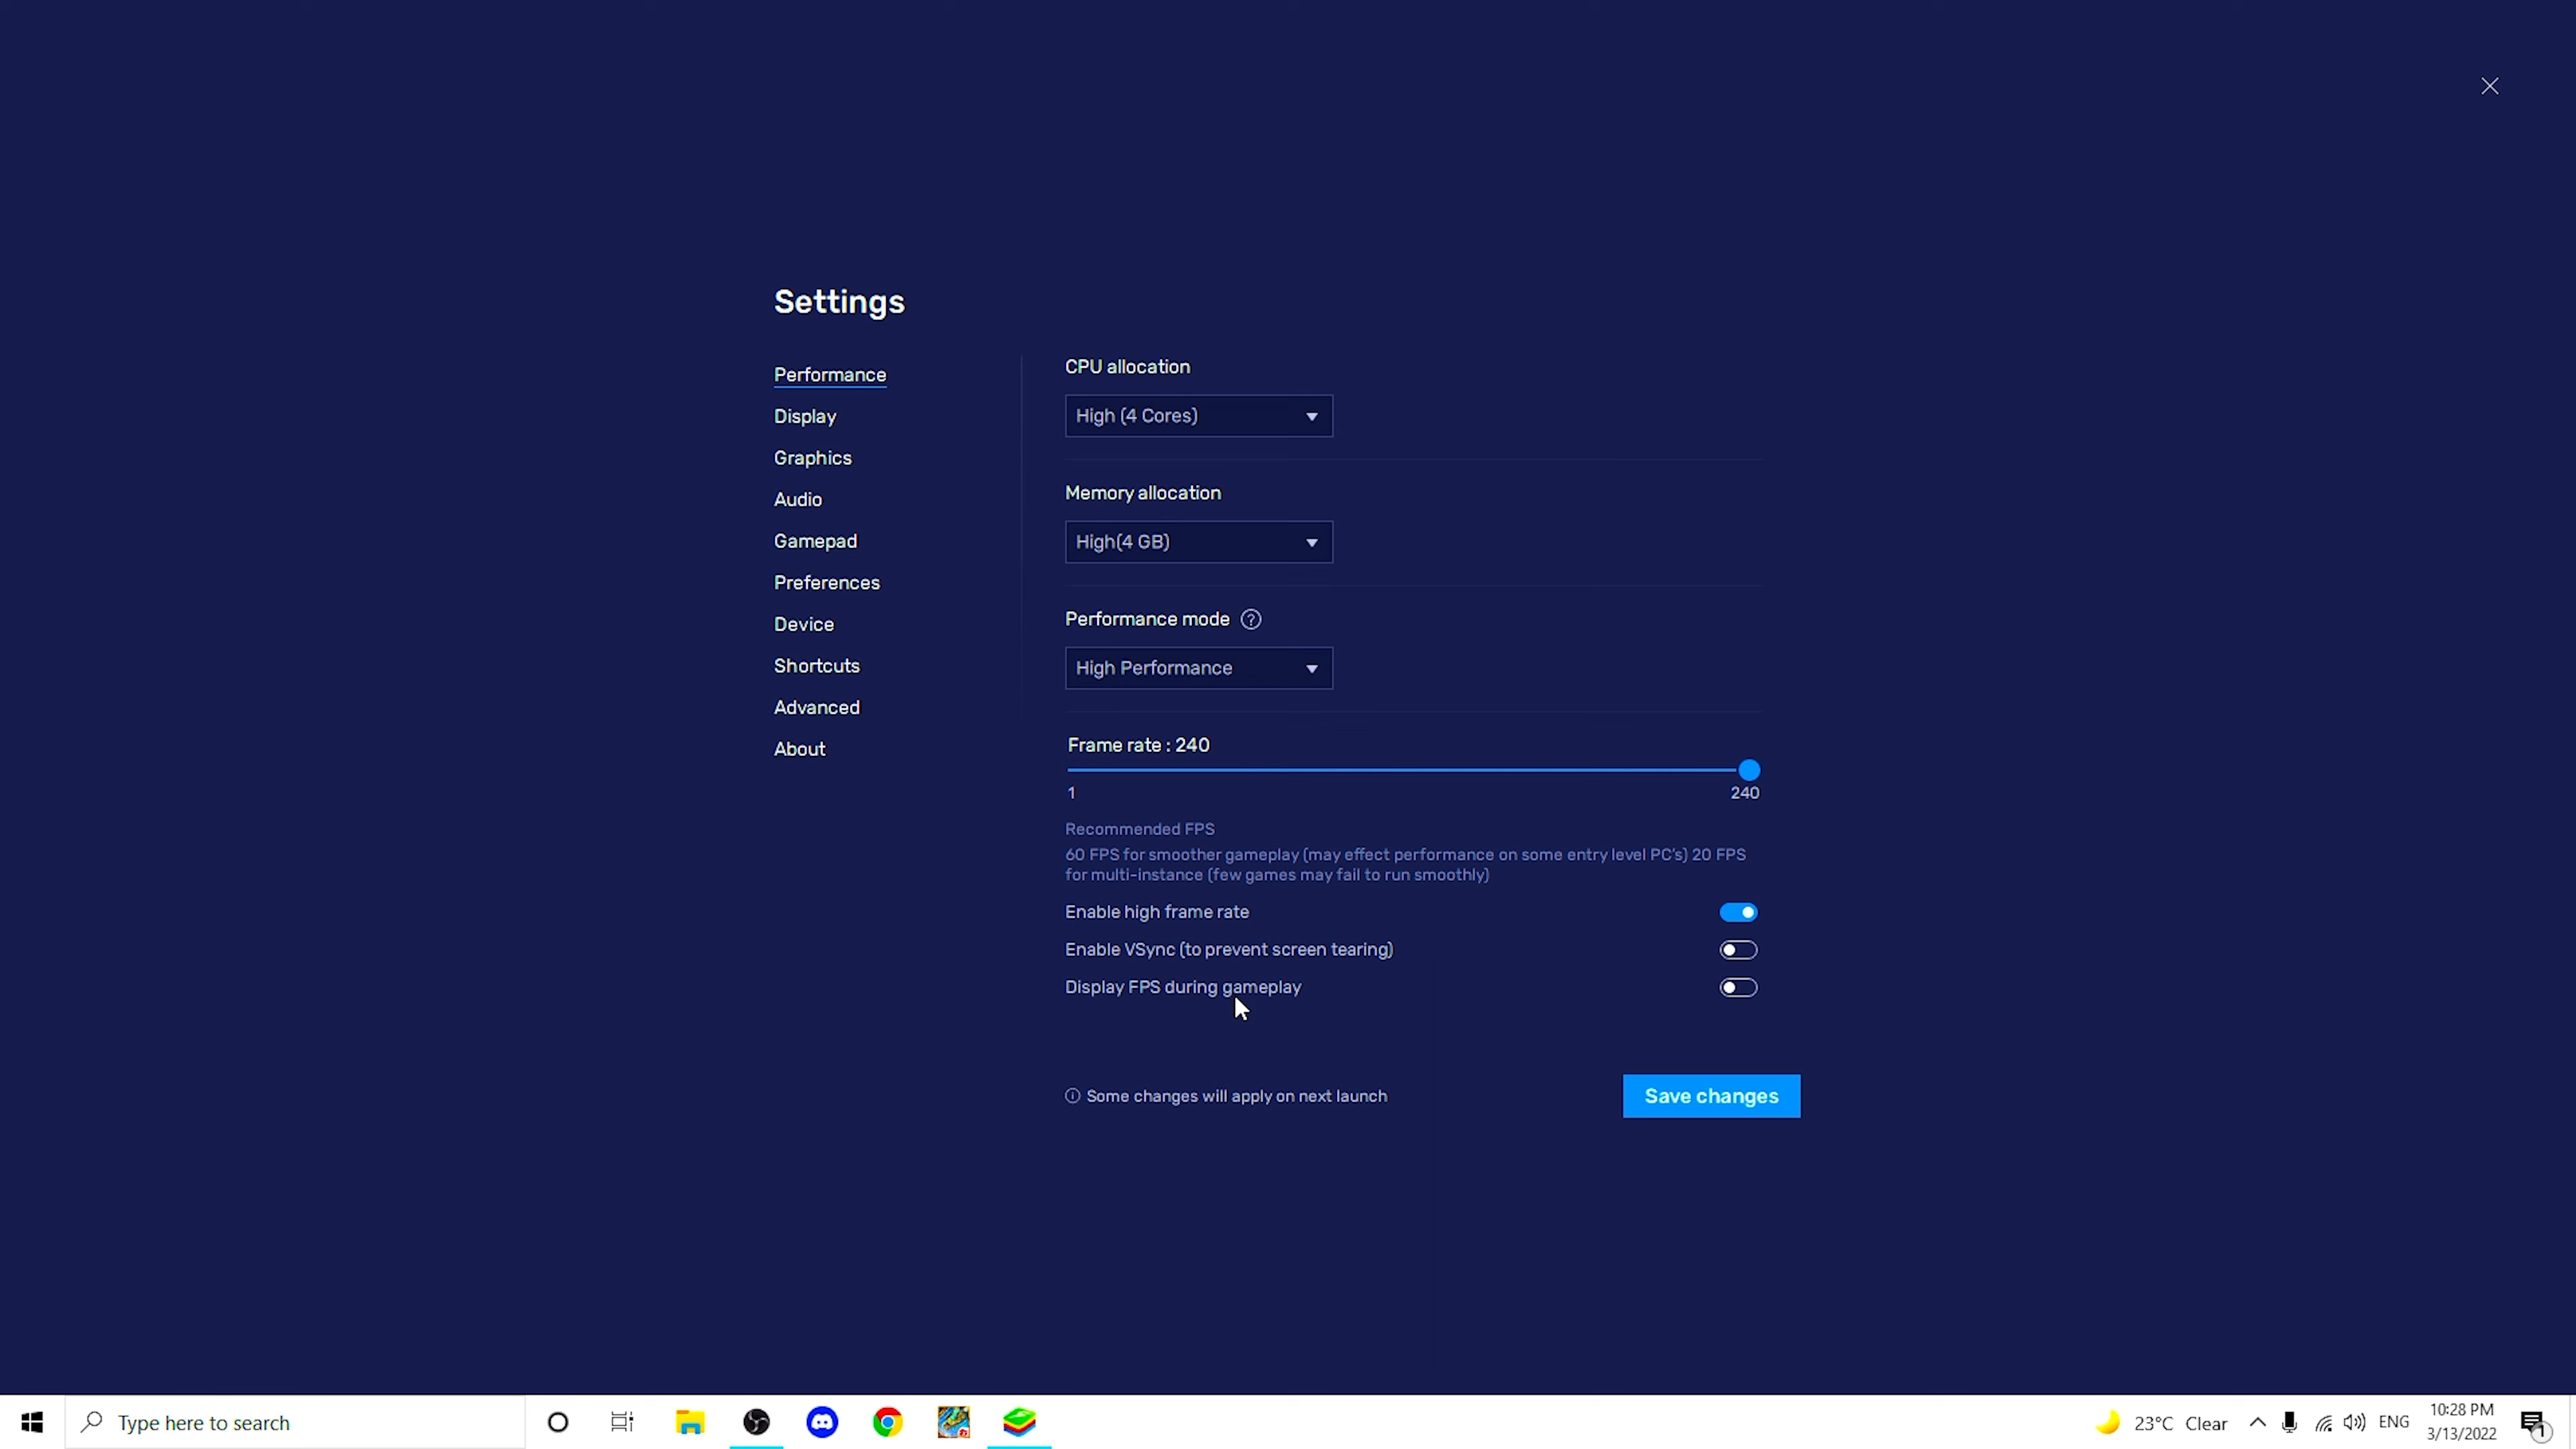 Settings
Performance
Display
Graphics
Audio
Gamepad
Preferences
Device
Shortcuts
Advanced
About
CPU allocation
High (4 Cores)
Memory allocation
High(4 GB)
Performance mode ?
High Performance
Frame rate : 240
1
240
Recommended FPS
60 FPS for smoother gameplay (may effect performance on some entry level PC's) 20 FPS
for multi-instance (few games may fail to run smoothly)
Enable high frame rate
Enable VSync (to prevent screen tearing)
Display FPS during gameplay
Some changes will apply on next launch
Save changes
Type here to search
23°C Clear
ENG
10:28 PM
3/13/2022
1